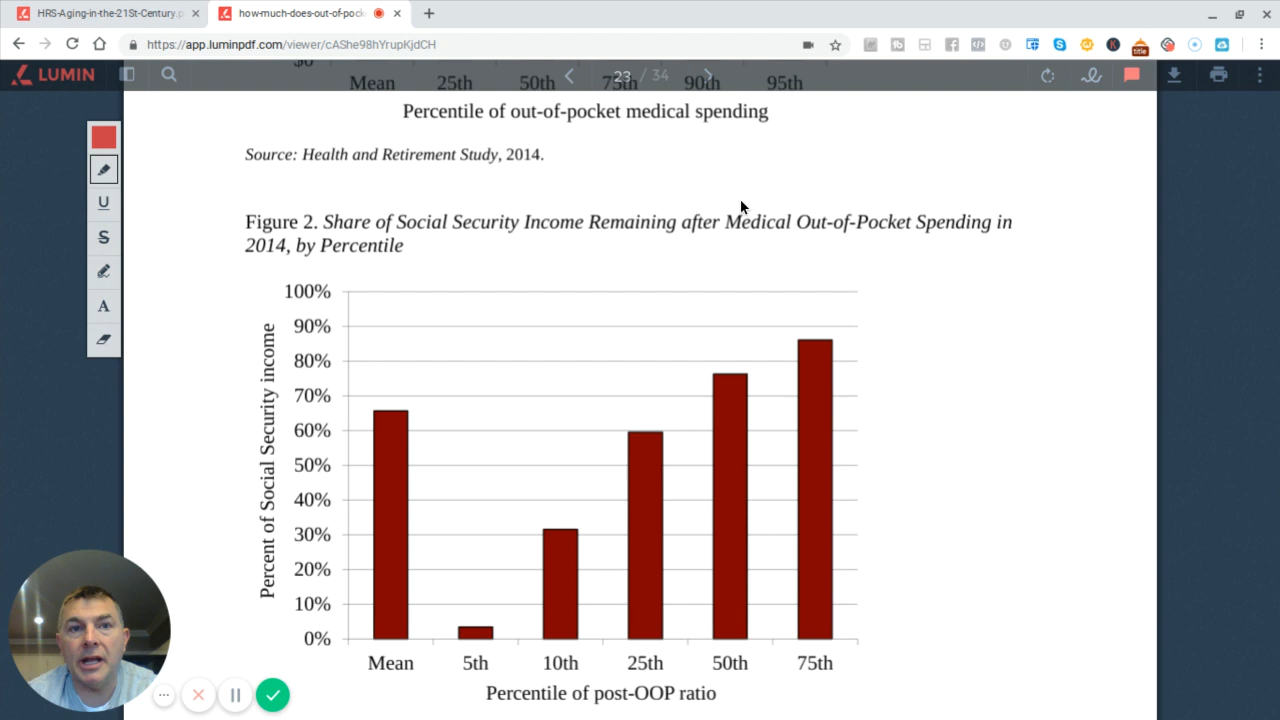 HRS-Aging-in-the-21St-Century.p
how-much-does-out-of-pock
https://app.luminpdf.com/viewer/cAShe98hYrupKjdCH
title
LUMIN
23 / 34
$0
Mean 25th 50th 75th 90th 95th
Percentile of out-of-pocket medical spending
Source: Health and Retirement Study, 2014.
Figure 2. Share of Social Security Income Remaining after Medical Out-of-Pocket Spending in
2014, by Percentile
Percent of Social Security income
100%
90%
80%
70%
60%
50%
40%
30%
20%
10%
0%
Mean 5th 10th 25th 50th 75th
Percentile of post-OOP ratio
U
S
A